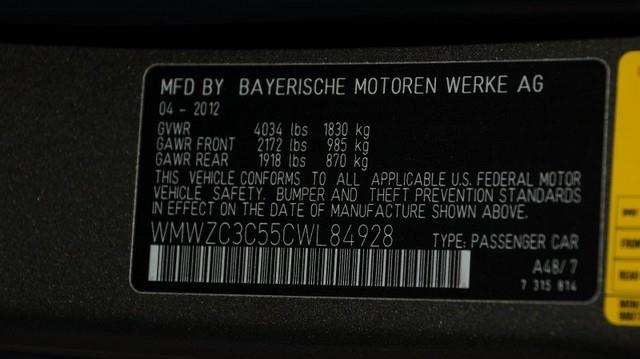 MFD BY BAYERISCHE MOTOREN WERKE AG
04 - 2012
GVWR 4034 lbs 1830 kg
GAWR FRONT 2172 lbs 985 kg
GAWR REAR 1918 lbs 870 kg
THIS VEHICLE CONFORMS TO ALL APPLICABLE U.S. FEDERAL MOTOR
VEHICLE SAFETY, BUMPER AND THEFT PREVENTION STANDARDS
IN EFFECT ON THE DATE OF MANUFACTURE SHOWN ABOVE.
WMWZC3C55CWL84928 TYPE: PASSENGER CAR
A48/7
7 315 814